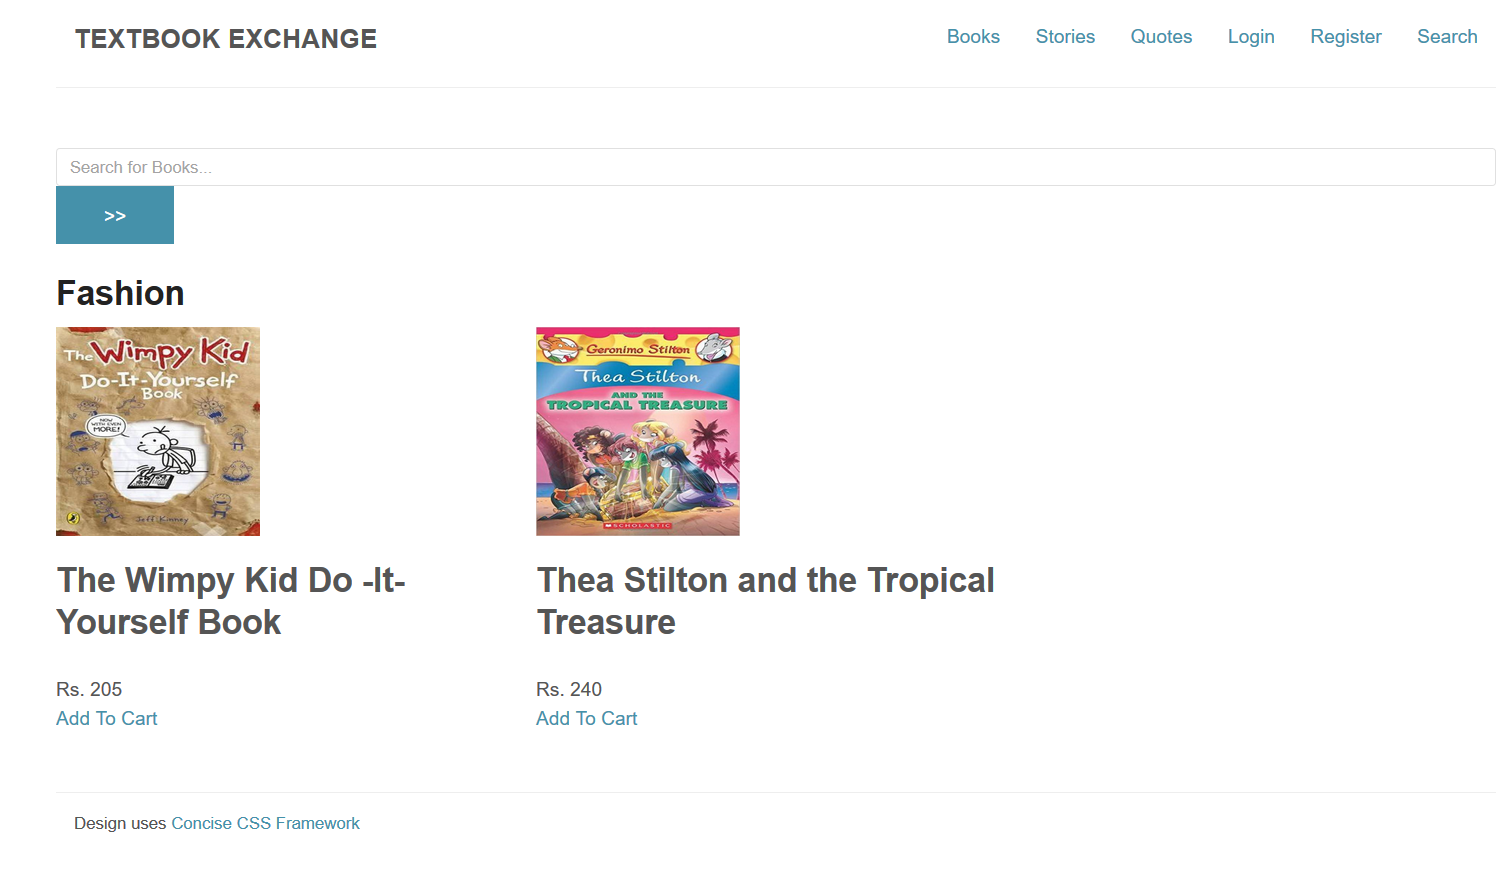 TEXTBOOK EXCHANGE
Books Stories Quotes Login Register Search
Search for Books...
>>
Fashion
The Wimpy Kid
Do-It-Yourself
Book
NOW
WITH EVEN
MORE!
Jeff Kinney
Geronimo Stilton
Thea Stilton
AND THE
TROPICAL TREASURE
SCHOLASTIC
The Wimpy Kid Do -It-
Yourself Book
Thea Stilton and the Tropical
Treasure
Rs. 205
Add To Cart
Rs. 240
Add To Cart
Design uses Concise CSS Framework